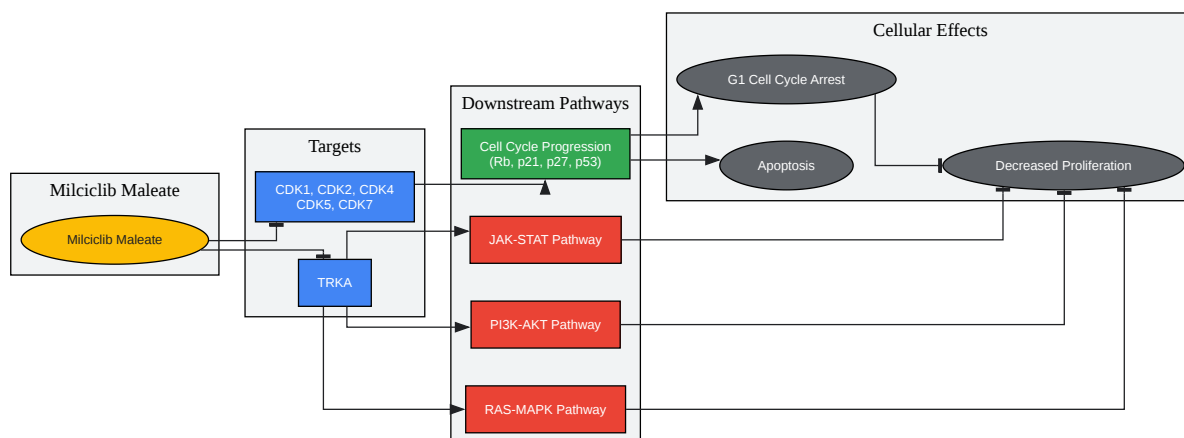 Milciclib Maleate
Milciclib Maleate
Targets
CDK1, CDK2, CDK4
CDK5, CDK7
TRKA
Downstream Pathways
Cell Cycle Progression
(Rb, p21, p27, p53)
JAK-STAT Pathway
PI3K-AKT Pathway
RAS-MAPK Pathway
Cellular Effects
G1 Cell Cycle Arrest
Apoptosis
Decreased Proliferation